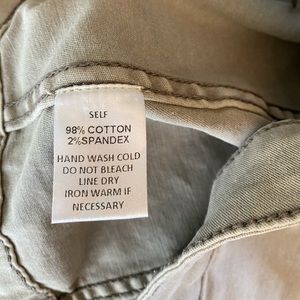 SELF
98% COTTON
2%SPANDEX
HAND WASH COLD
DO NOT BLEACH
LINE DRY
IRON WARM IF
NECESSARY